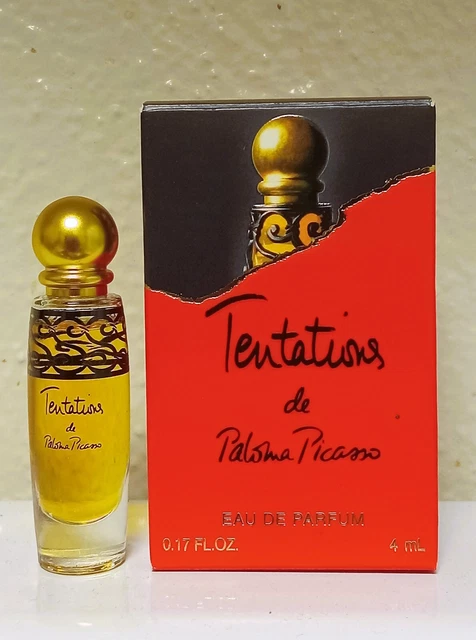 Tentations
de
Paloma Picasso
Tentations
de
Paloma Picasso
EAU DE PARFUM
0.17 FL.OZ. 4 mL